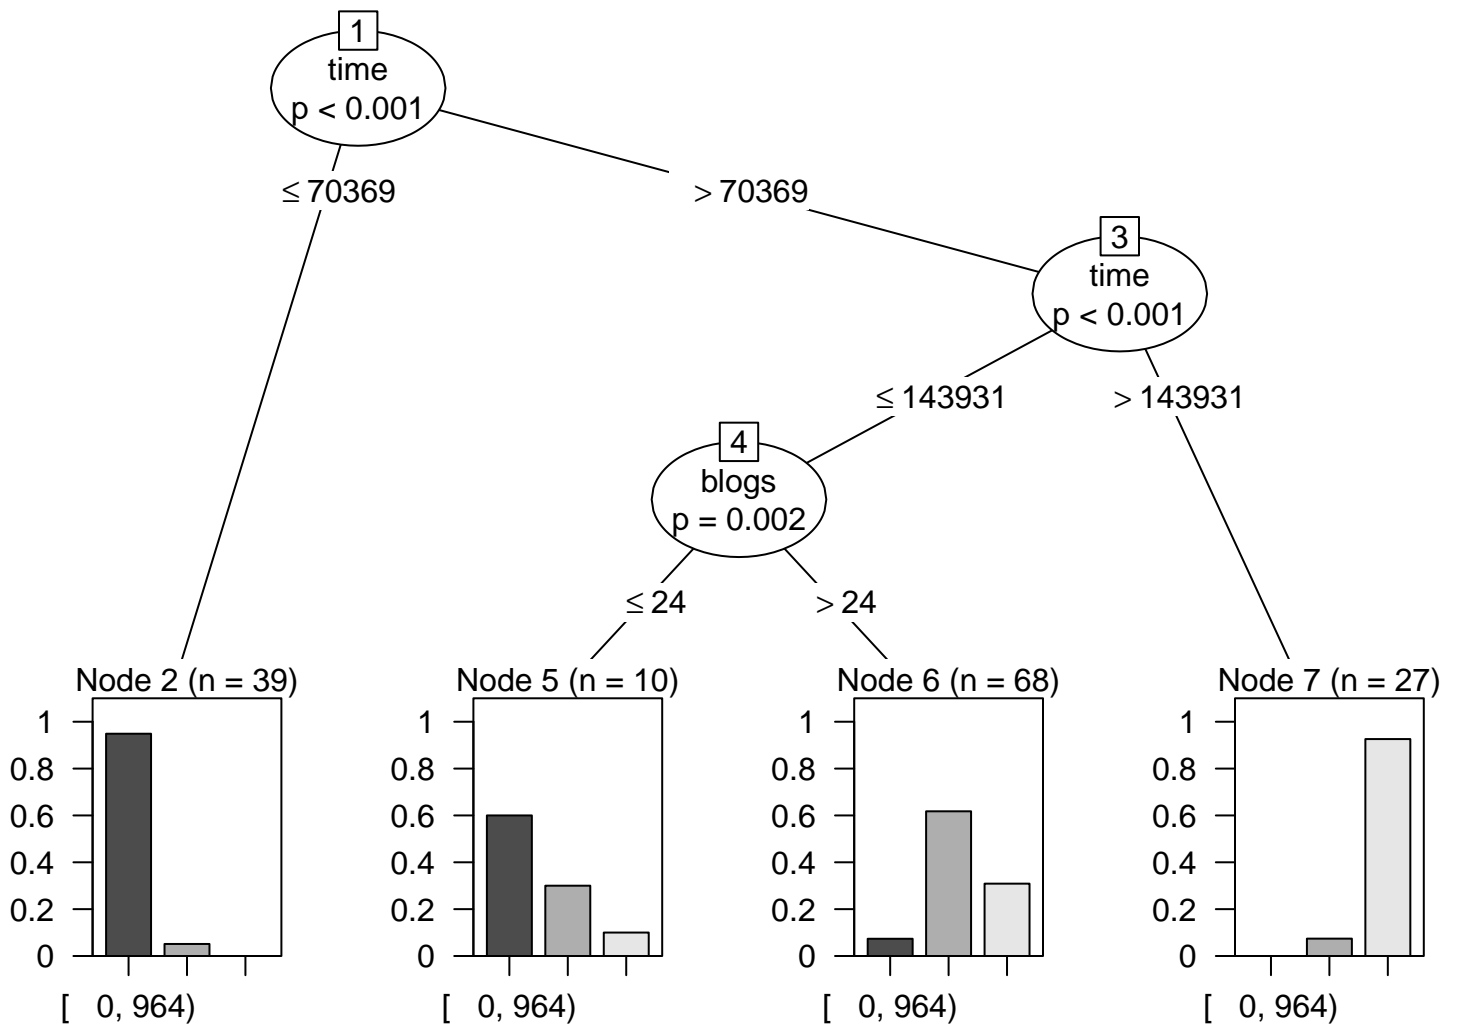 1
time
p < 0.001
≤ 70369
> 70369
3
time
p < 0.001
≤ 143931
> 143931
4
blogs
p = 0.002
≤ 24
> 24
Node 2 (n = 39)
1
0.8
0.6
0.4
0.2
0
[   0, 964)
Node 5 (n = 10)
1
0.8
0.6
0.4
0.2
0
[   0, 964)
Node 6 (n = 68)
1
0.8
0.6
0.4
0.2
0
[   0, 964)
Node 7 (n = 27)
1
0.8
0.6
0.4
0.2
0
[   0, 964)